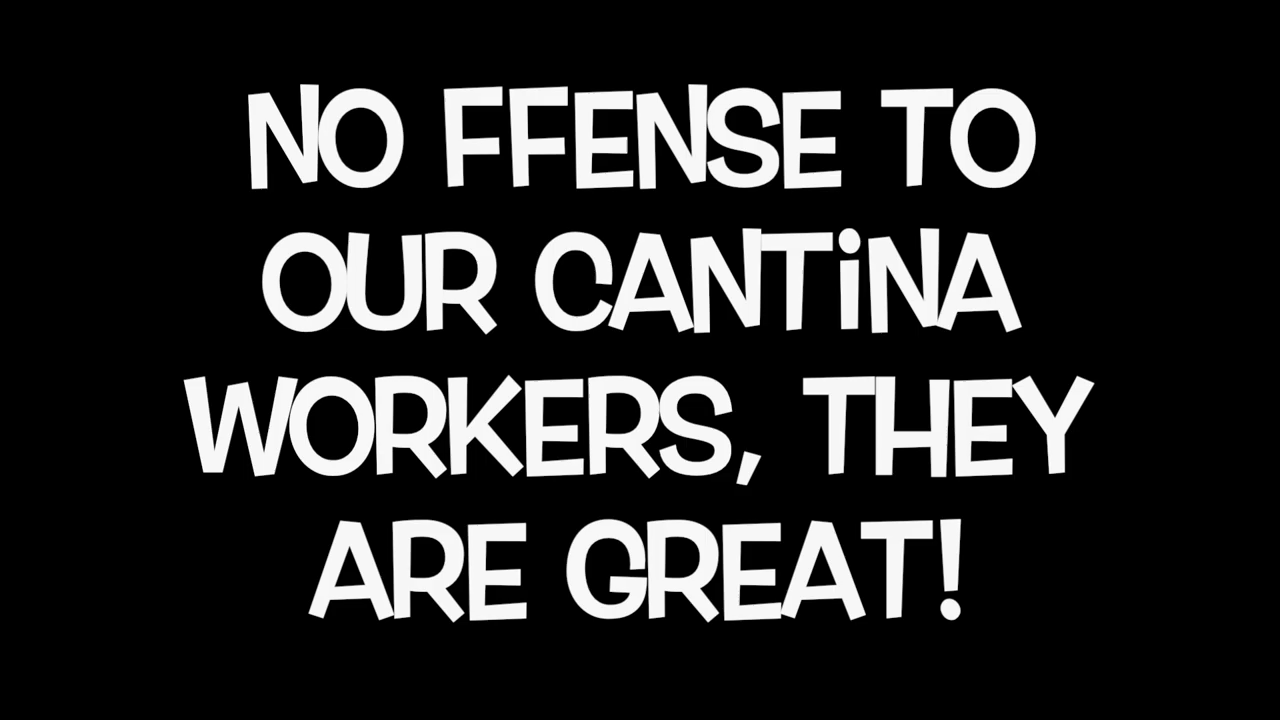 NO FFENSE TO
OUR CANTiNA
WORKERS, THEY
ARE GREAT!